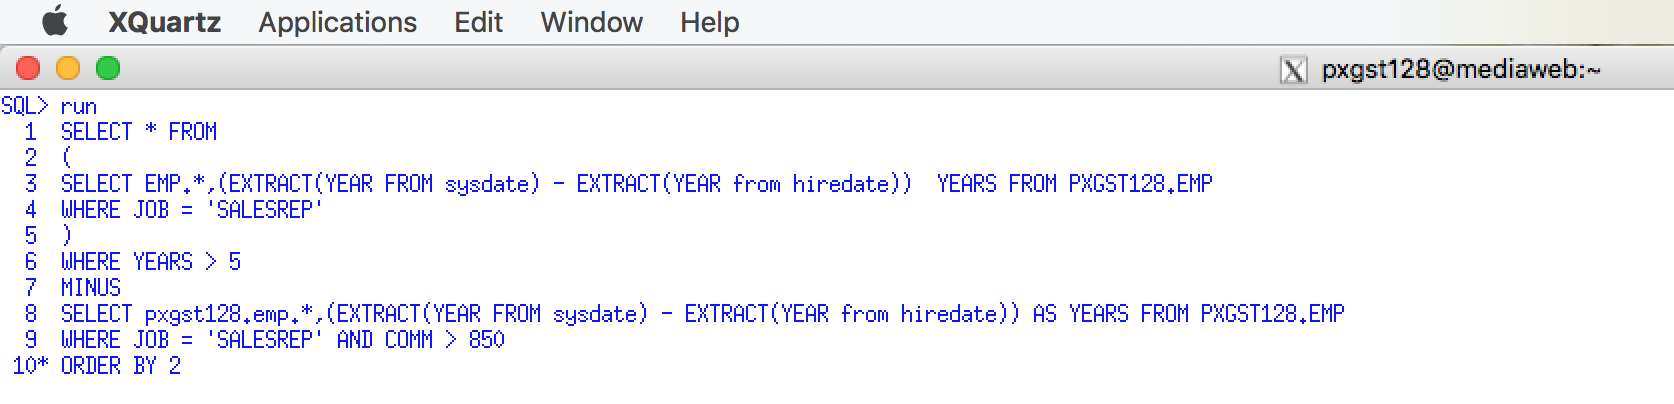 XQuartz Applications Edit Window Help
X pxgst128@mediaweb:~
SQL> run
1 SELECT * FROM
2 (
3 SELECT EMP.*,(EXTRACT(YEAR FROM sysdate) - EXTRACT(YEAR from hiredate))  YEARS FROM PXGST128.EMP
4 WHERE JOB = 'SALESREP'
5 )
6 WHERE YEARS > 5
7 MINUS
8 SELECT pxgst128.emp.*,(EXTRACT(YEAR FROM sysdate) - EXTRACT(YEAR from hiredate)) AS YEARS FROM PXGST128.EMP
9 WHERE JOB = 'SALESREP' AND COMM > 850
10* ORDER BY 2